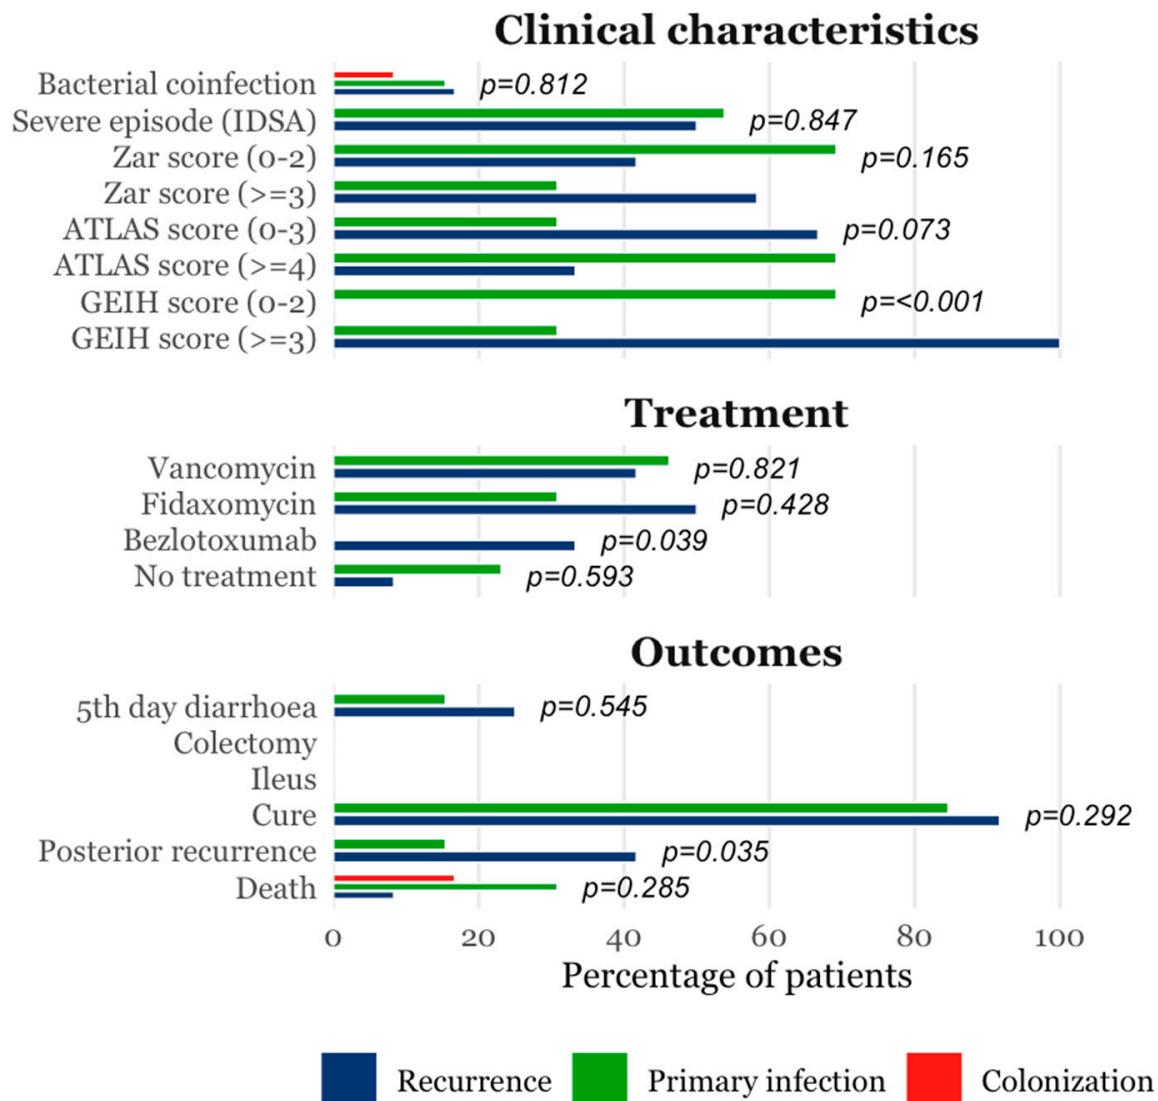 Clinical characteristics
Bacterial coinfection p=0.812
Severe episode (IDSA) p=0.847
Zar score (0-2) p=0.165
Zar score (>=3)
ATLAS score (0-3) p=0.073
ATLAS score (>=4)
GEIH score (0-2) p=<0.001
GEIH score (>=3)
Treatment
Vancomycin p=0.821
Fidaxomycin p=0.428
Bezlotoxumab p=0.039
No treatment p=0.593
Outcomes
5th day diarrhoea p=0.545
Colectomy
Ileus
Cure p=0.292
Posterior recurrence p=0.035
Death p=0.285
0 20 40 60 80 100
Percentage of patients
Recurrence Primary infection Colonization